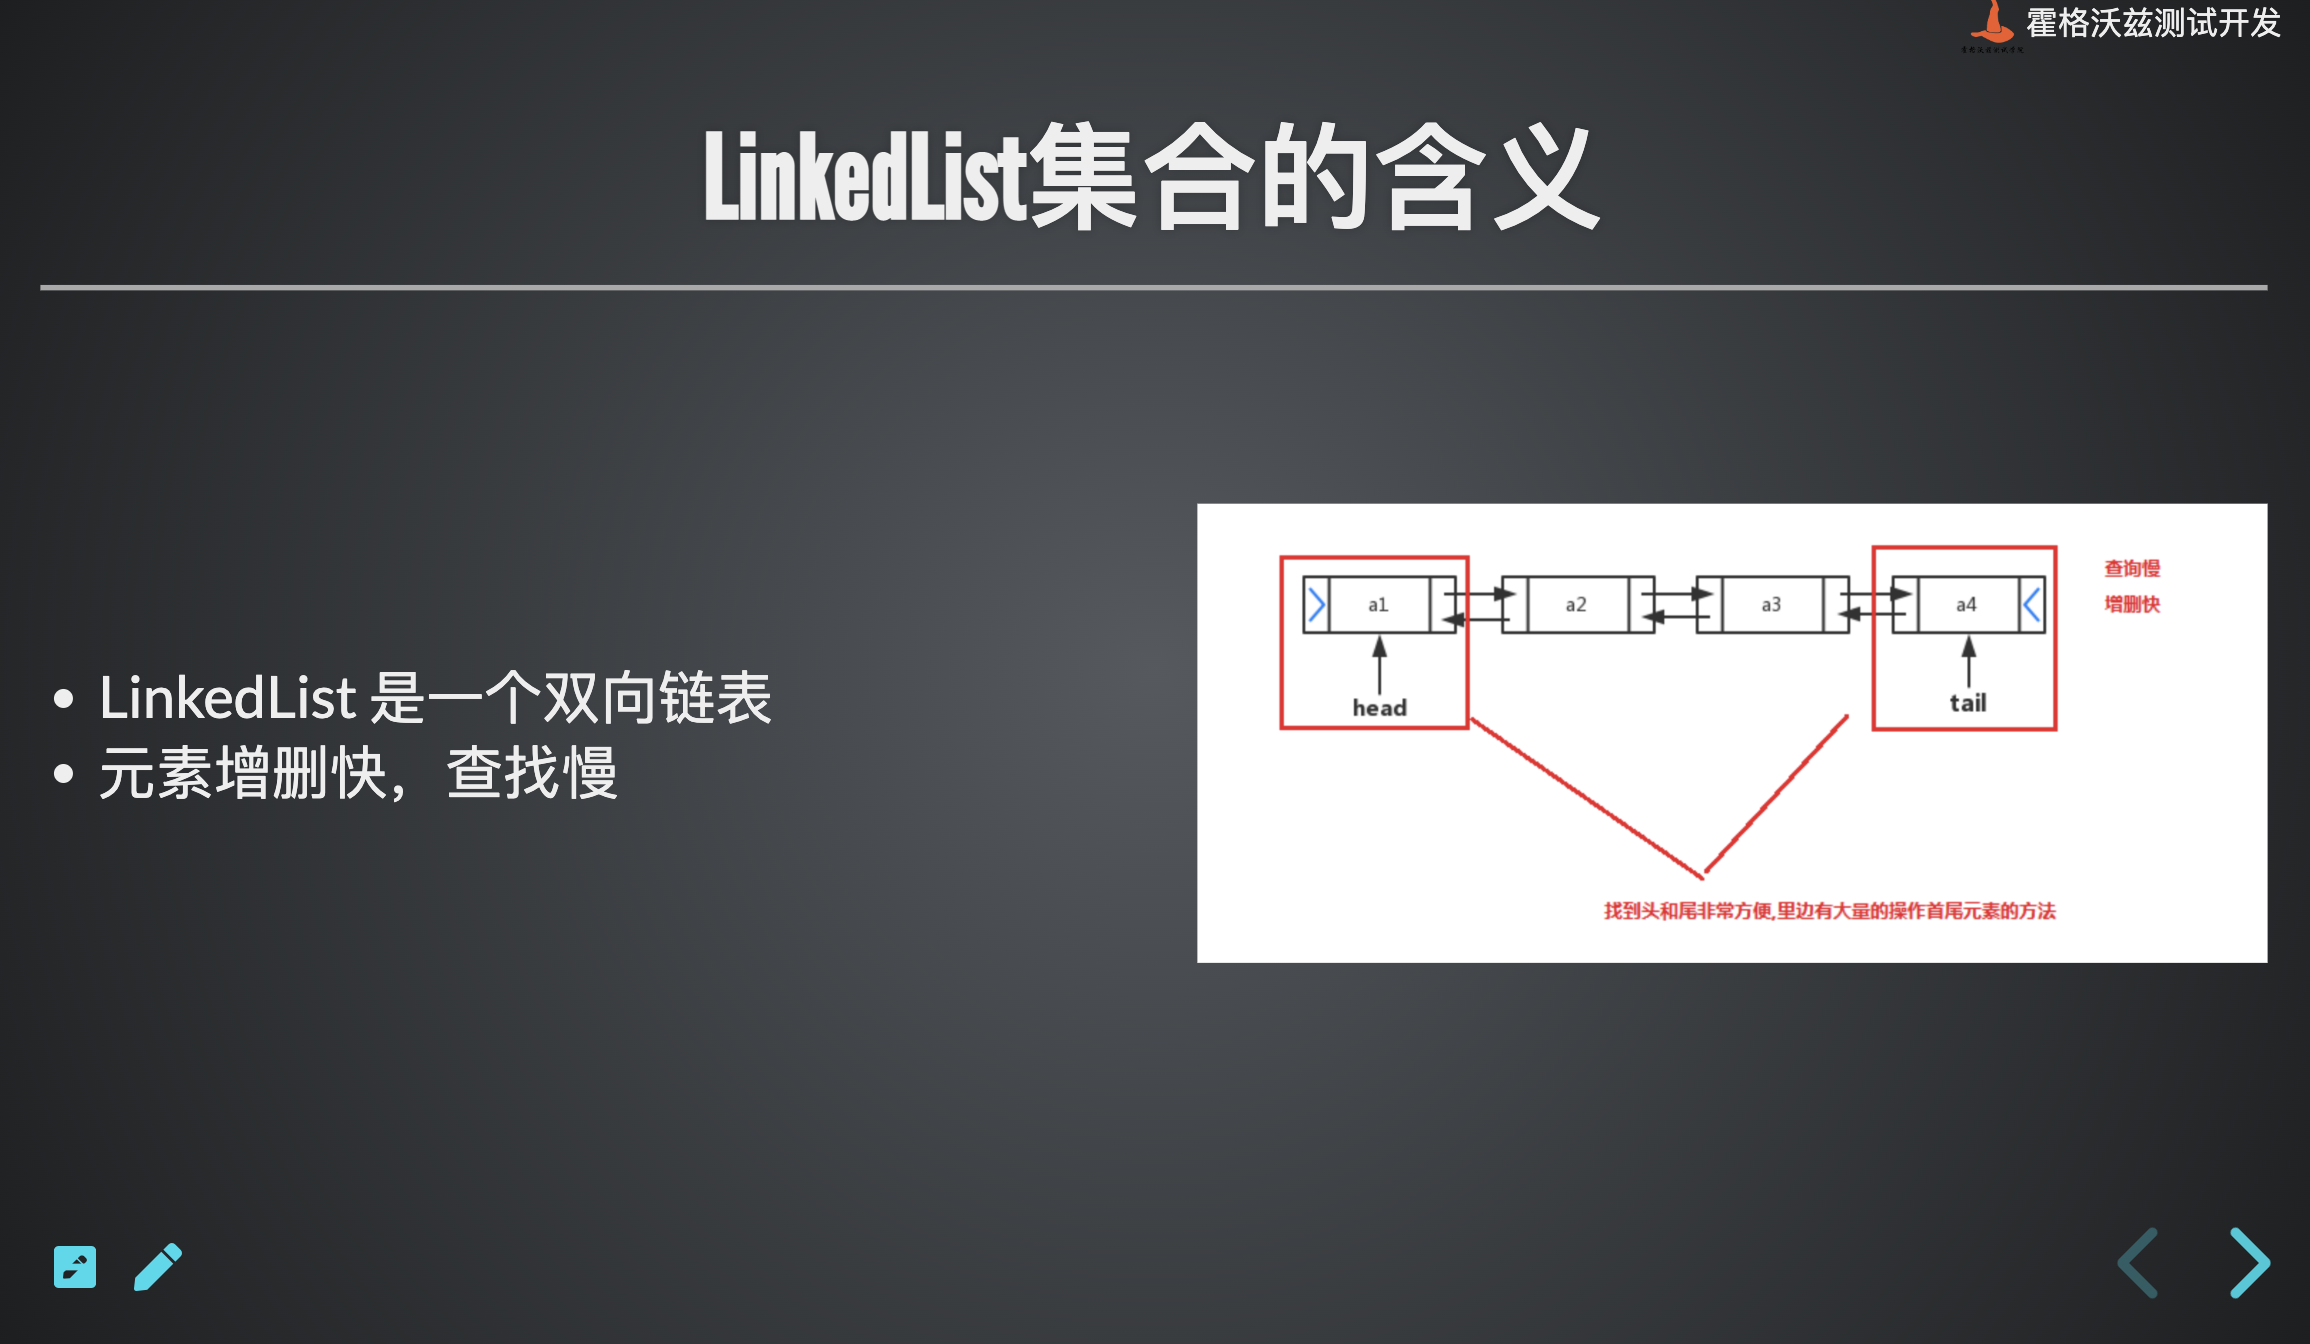 霍格沃兹测试开发
LinkedList集合的含义
LinkedList 是一个双向链表
元素增删快，查找慢
a1
a2
a3
a4
head
tail
查询慢
增删快
找到头和尾非常方便,里边有大量的操作首尾元素的方法